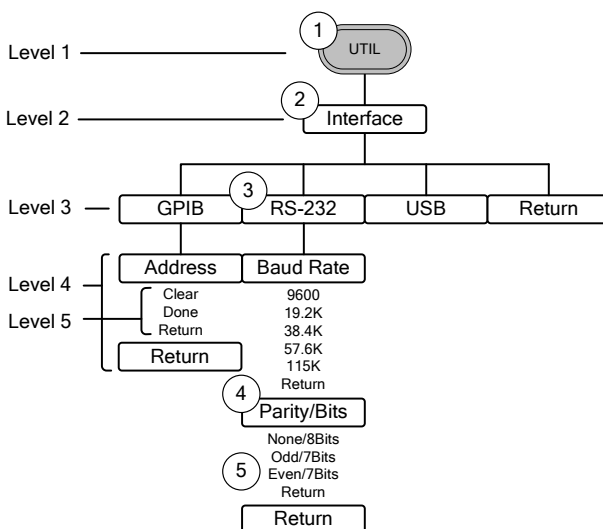 1
UTIL
Level 1
2
Level 2
Interface
3
Level 3
GPIB
RS-232
USB
Return
Address
Baud Rate
Level 4
Clear
9600
Level 5
Done
19.2K
Return
38.4K
Return
57.6K
115K
Return
4
Parity/Bits
None/8Bits
Odd/7Bits
5
Even/7Bits
Return
Return